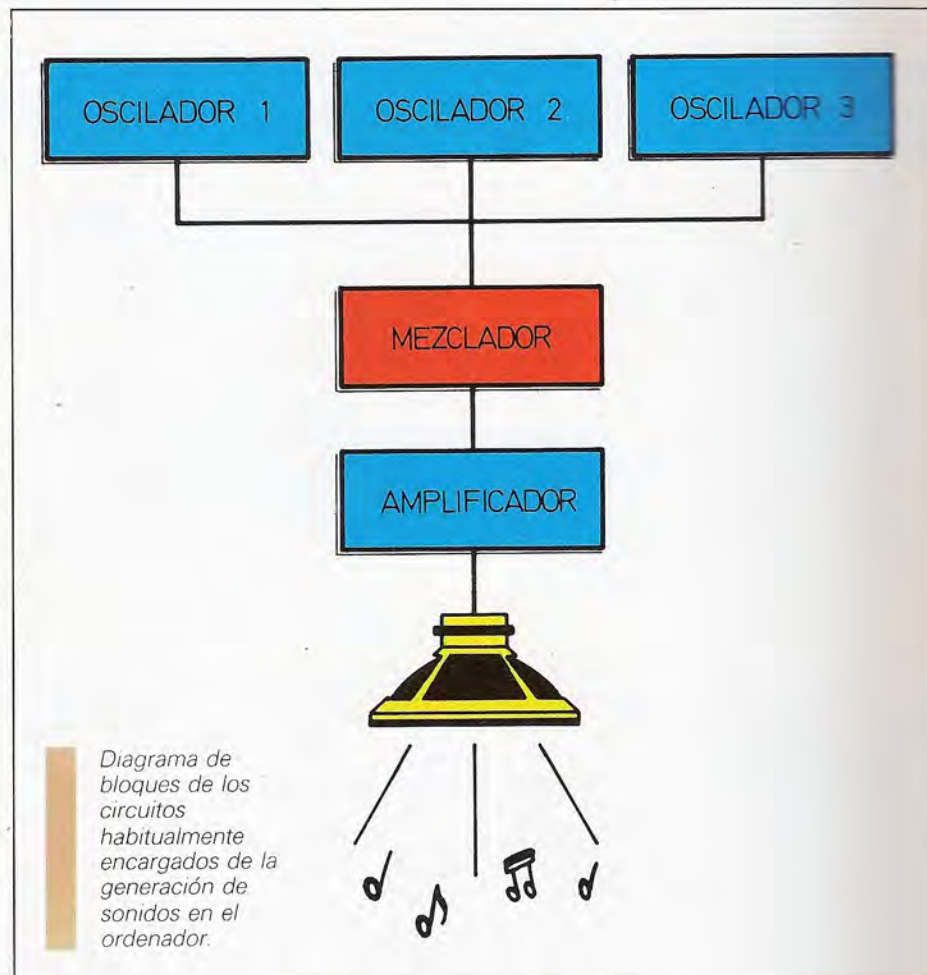 OSCILADOR 1 OSCILADOR 2 OSCILADOR 3
MEZCLADOR
AMPLIFICADOR
Diagrama de
bloques de los
circuitos
habitualmente
encargados de la
generación de
sonidos en el
ordenador.